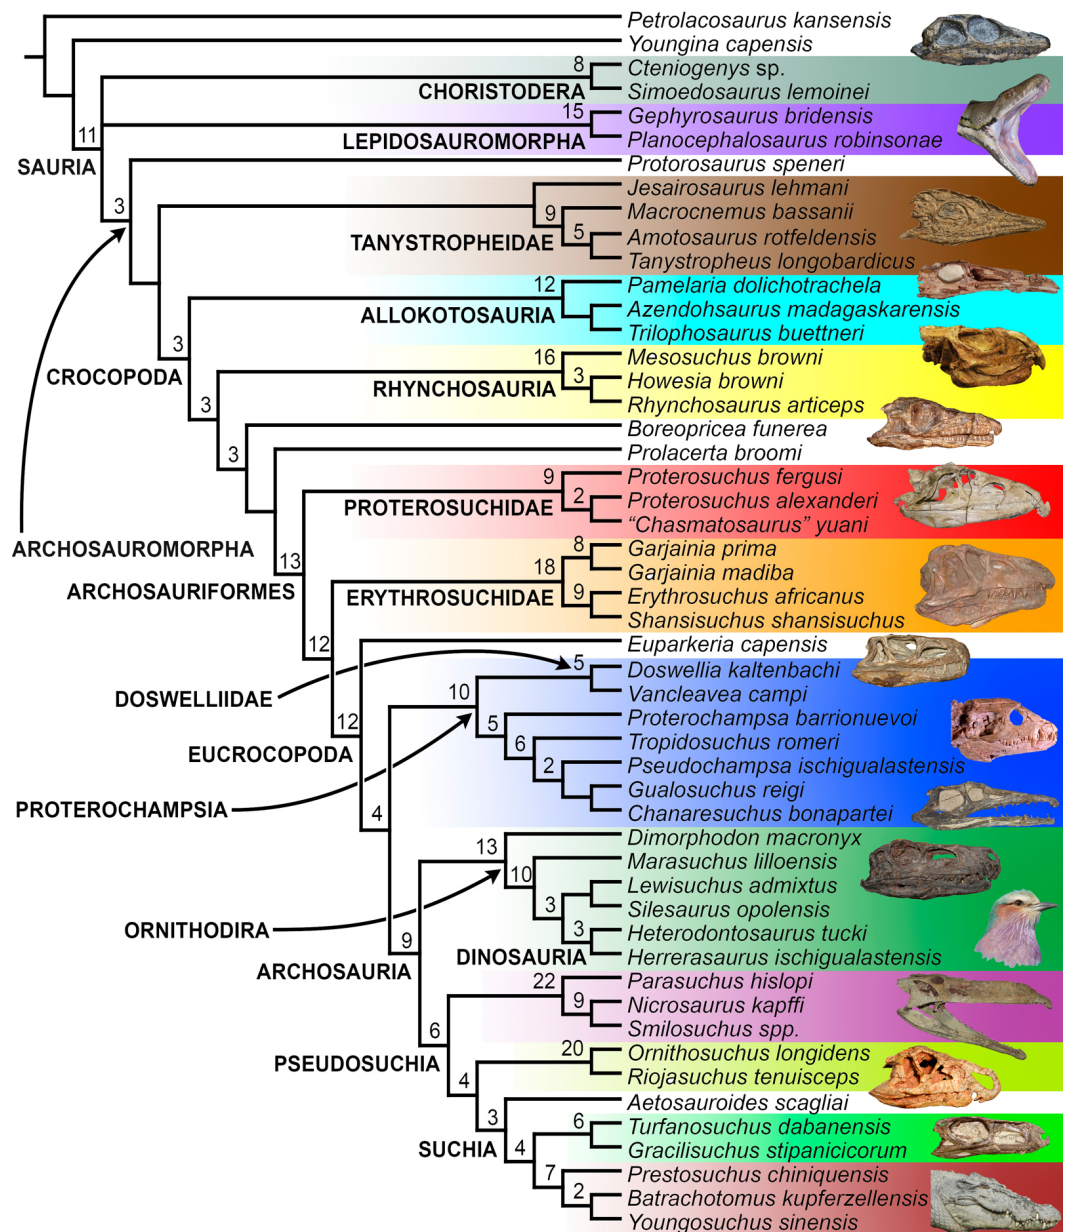 Petrolacosaurus kansensis
Youngina capensis
8
Cteniogenys sp.
CHORISTODERA
Simoedosaurus lemoinei
15
Gephyrosaurus bridensis
11
LEPIDOSAUROMORPHA
Planocephalosaurus robinsonae
SAURIA
Protorosaurus speneri
Jesairosaurus lehmani
3
9
Macrocnemus bassanii
TANYSTROPHEIDAE
5
Amotosaurus rotfeldensis
Tanystropheus longobardicus
12
Pamelaria dolichotrachela
ALLOKOTOSAURIA
Azendohsaurus madagaskarensis
Trilophosaurus buettneri
3
16
Mesosuchus browni
CROCOPODA
RHYNCHOSAURIA
3
Howesia browni
3
Rhynchosaurus articeps
Boreopricea funerea
3
Prolacerta broomi
9
Proterosuchus fergusi
PROTEROSUCHIDAE
2
Proterosuchus alexanderi
“Chasmatosaurus” yuani
ARCHOSAUROMORPHA
8
Garjainia prima
13
18
Garjainia madiba
ARCHOSAURIFORMES
ERYTHROSUCHIDAE
9
Erythrosuchus africanus
Shansisuchus shansisuchus
12
Euparkeria capensis
5
Doswellia kaltenbachi
DOSWELLIIDAE
10
Vancleavea campi
12
5
Proterochampsa barrionuevoi
EUCROCOPODA
6
Tropidosuchus romeri
2
Pseudochampsa ischigualastensis
Gualosuchus reigi
PROTEROCHAMPSIA
4
Chanaresuchus bonapartei
13
Dimorphodon macronyx
10
Marasuchus lilloensis
Lewisuchus admixtus
3
Silesaurus opolensis
ORNITHODIRA
3
Heterodontosaurus tucki
9
DINOSAURIA
Herrerasaurus ischigualastensis
ARCHOSAURIA
22
Parasuchus hislopi
9
Nicrosaurus kapffi
6
Smilosuchus spp.
PSEUDOSUCHIA
20
Ornithosuchus longidens
4
Riojasuchus tenuisceps
3
Aetosauroides scagliai
6
Turfanosuchus dabanensis
SUCHIA
4
Gracilisuchus stipanicicorum
7
Prestosuchus chiniquensis
2
Batrachotomus kupferzellensis
Youngosuchus sinensis